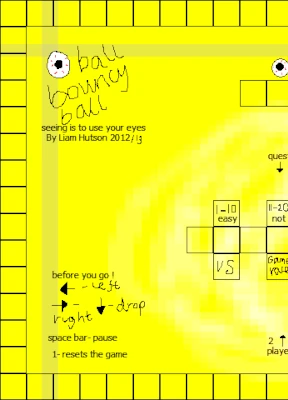 ball
bouncy
ball
seeing is to use your eyes
By Liam Hutson 2012/13
quest
1-10
easy
11-20
not
VS
Game
before you go !
- left
- drop
right
space bar- pause
1- resets the game
2
playe